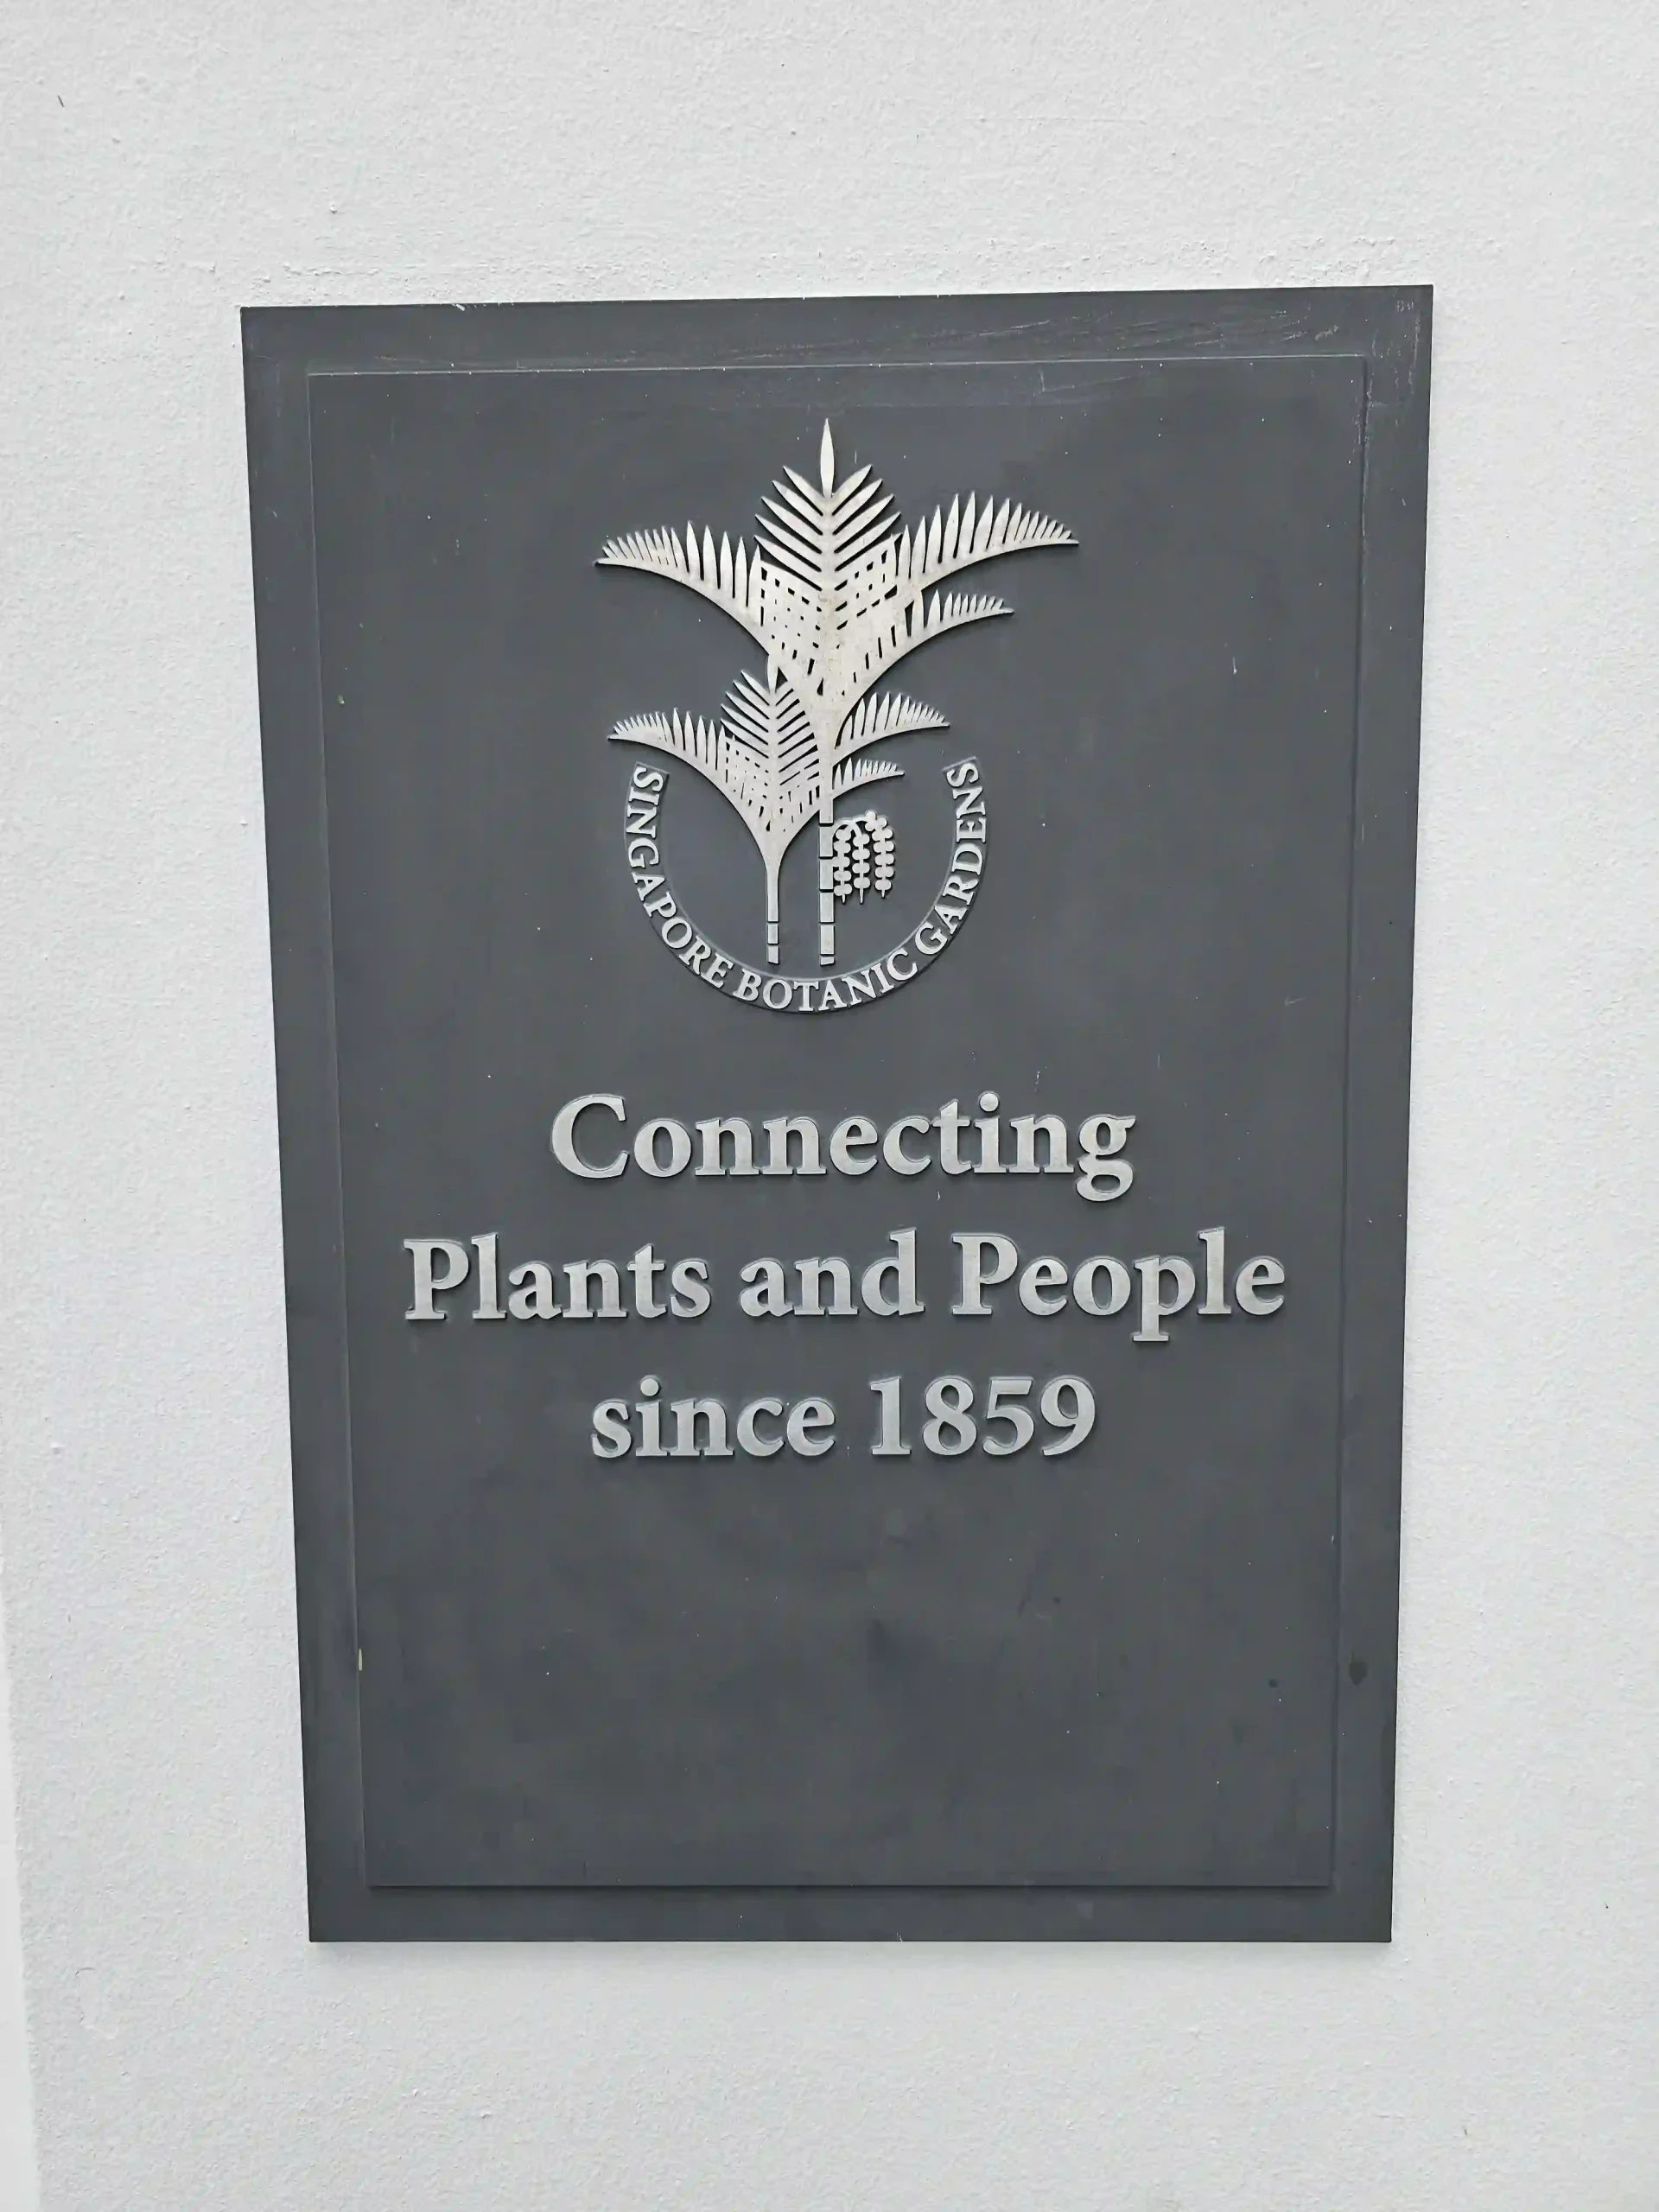 SINGAPORE BOTANIC GARDENS
Connecting
Plants and People
since 1859